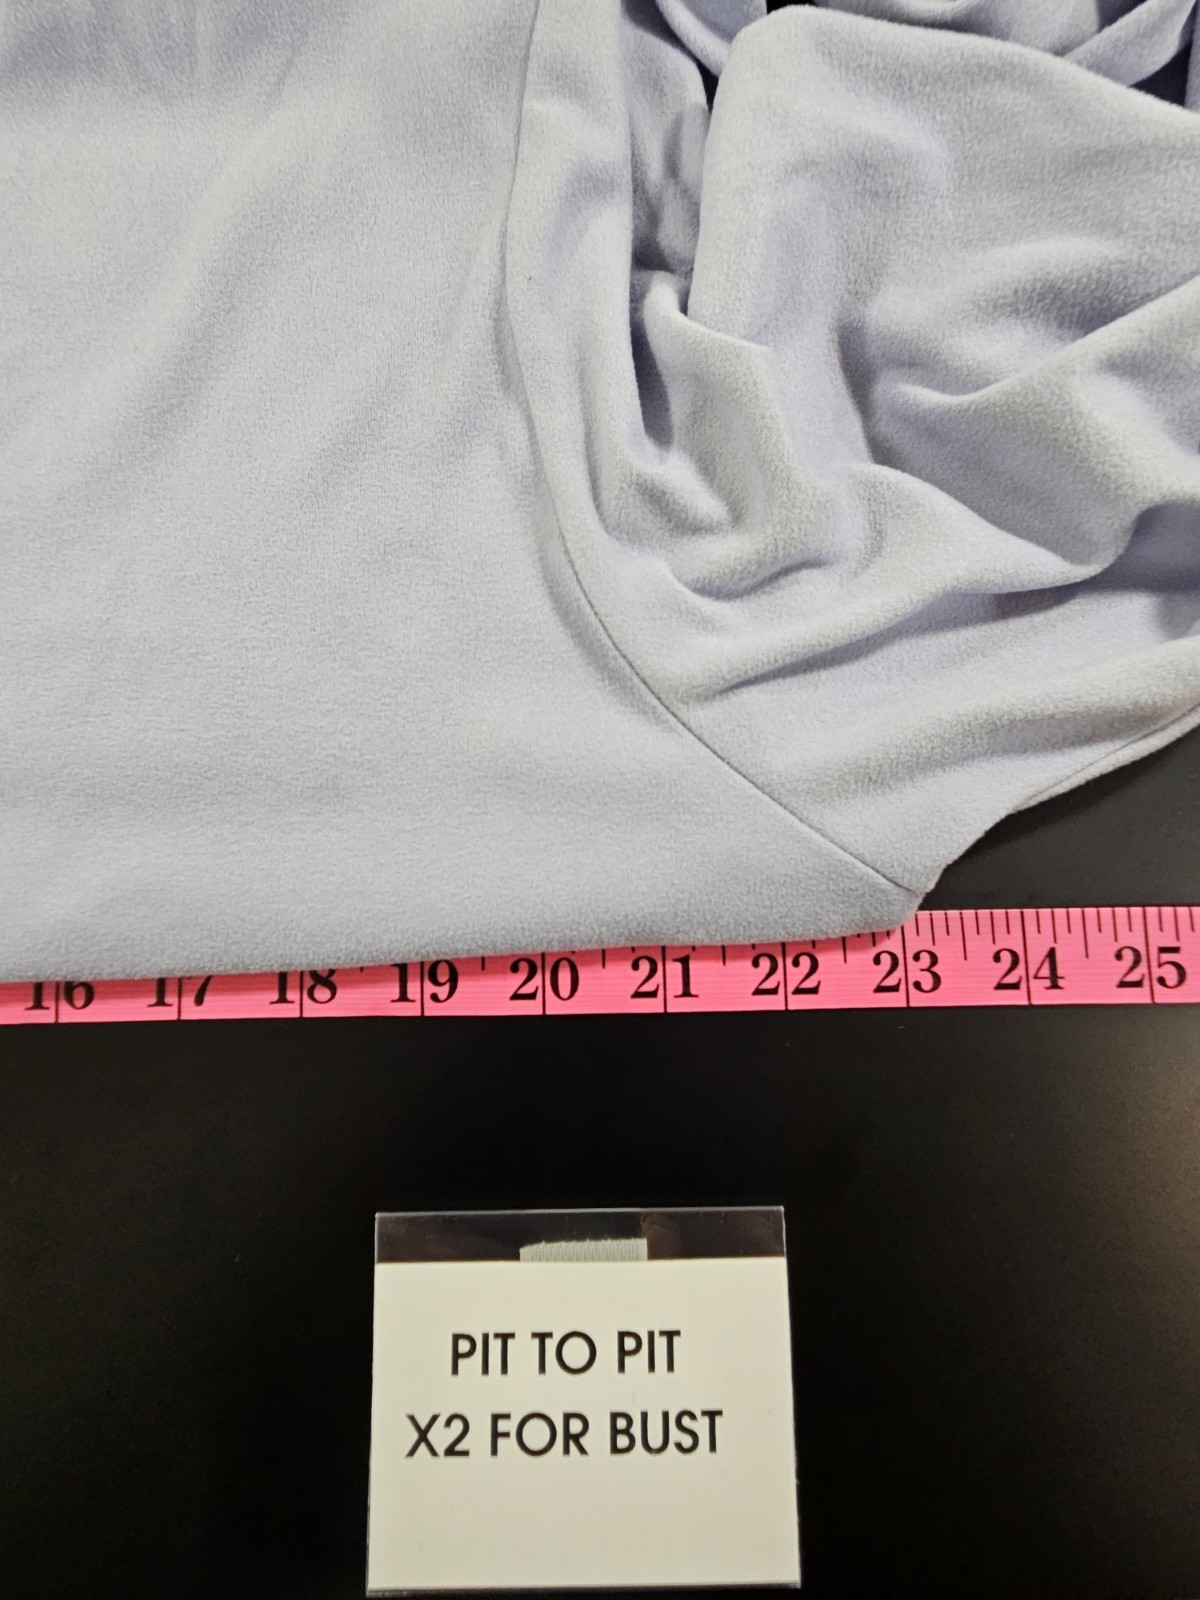 16 17 18 19 20 21 22 23 24 25
PIT TO PIT
X2 FOR BUST